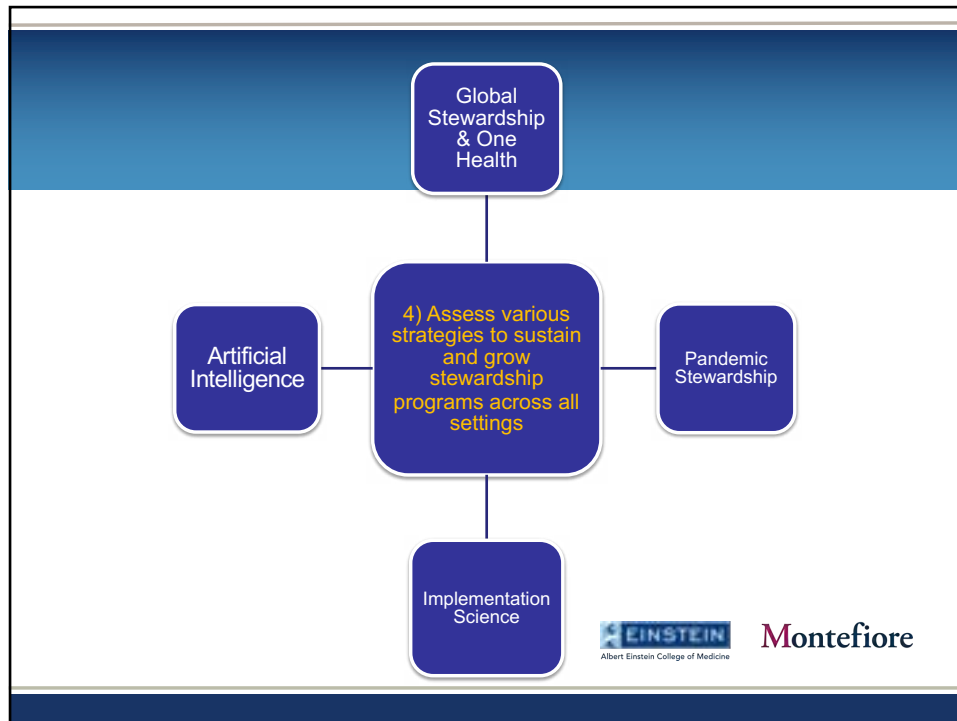 Global
Stewardship
& One
Health
4) Assess various
strategies to sustain
and grow
stewardship
programs across all
settings
Artificial
Intelligence
Pandemic
Stewardship
Implementation
Science
EINSTEIN
Albert Einstein College of Medicine
Montefiore